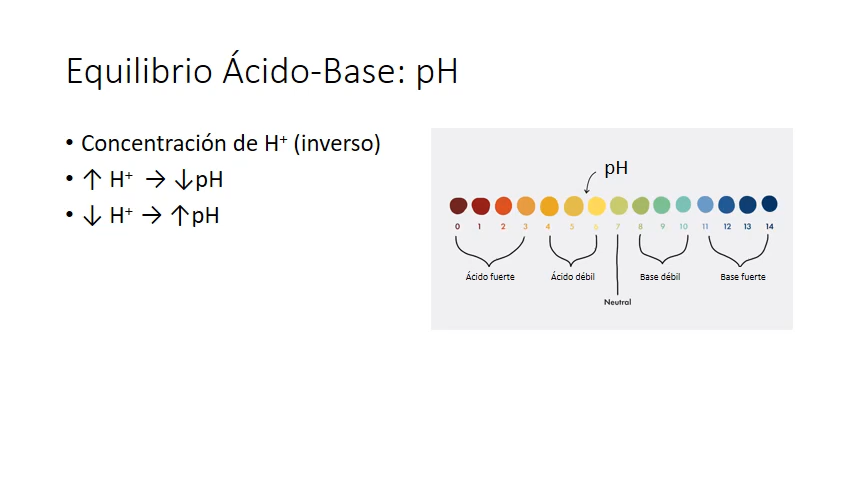 Equilibrio Ácido-Base: pH
• Concentración de H⁺ (inverso)
• ↑ H⁺ → ↓pH
• ↓ H⁺ → ↑pH
pH
0 1 2 3 4 5 6 7 8 9 10 11 12 13 14
Ácido fuerte Ácido débil Base débil Base fuerte
Neutral